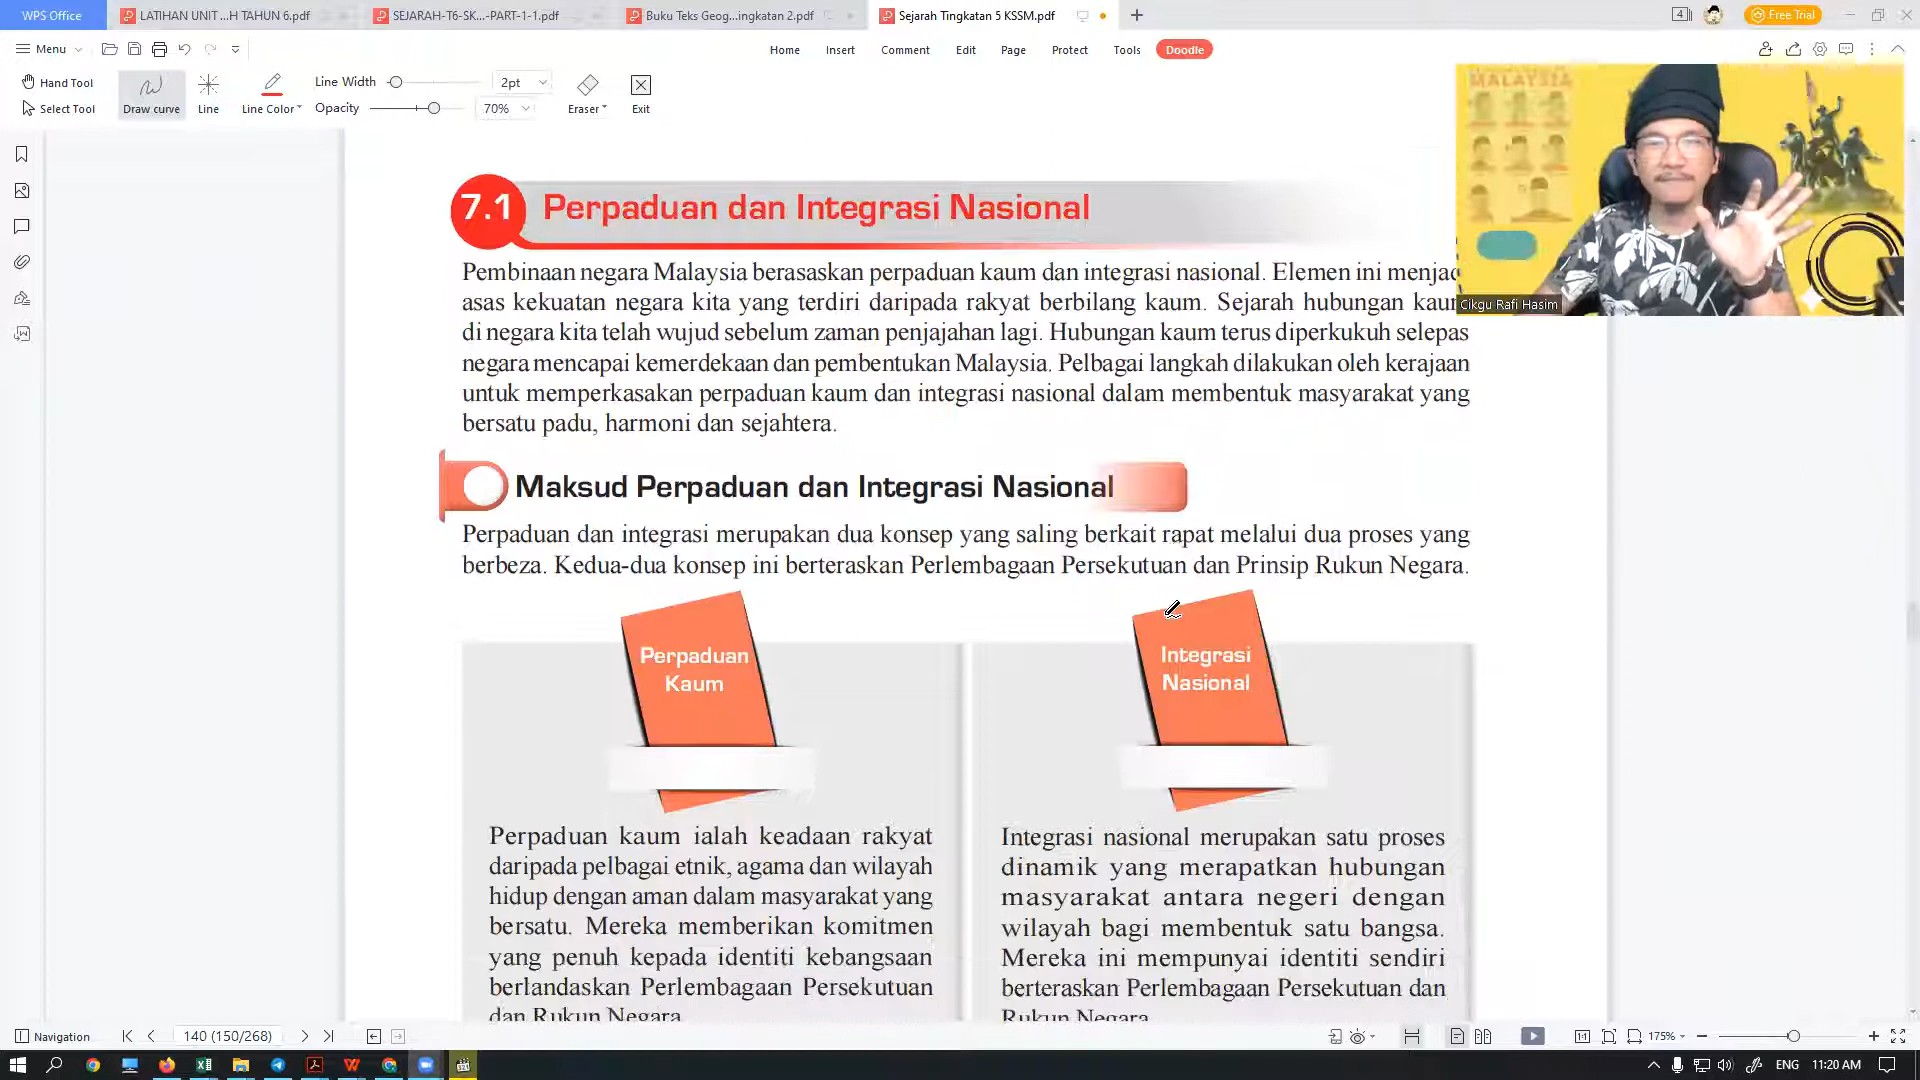 WPS Office
LATIHAN UNIT ...H TAHUN 6.pdf
SEJARAH-T6-SK...-PART-1-1.pdf
Buku Teks Geog...ingkatan 2.pdf
Sejarah Tingkatan 5 KSSM.pdf
Free Trial
Menu
Home Insert Comment Edit Page Protect Tools Doodle
Hand Tool
Select Tool
Draw curve
Line
Line Color
Line Width 2pt
Opacity 70%
Eraser
Exit
MALAYSIA
Cikgu Rafi Hasim
7.1 Perpaduan dan Integrasi Nasional
Pembinaan negara Malaysia berasaskan perpaduan kaum dan integrasi nasional. Elemen ini menjad
asas kekuatan negara kita yang terdiri daripada rakyat berbilang kaum. Sejarah hubungan kaum
di negara kita telah wujud sebelum zaman penjajahan lagi. Hubungan kaum terus diperkukuh selepas
negara mencapai kemerdekaan dan pembentukan Malaysia. Pelbagai langkah dilakukan oleh kerajaan
untuk memperkasakan perpaduan kaum dan integrasi nasional dalam membentuk masyarakat yang
bersatu padu, harmoni dan sejahtera.
Maksud Perpaduan dan Integrasi Nasional
Perpaduan dan integrasi merupakan dua konsep yang saling berkait rapat melalui dua proses yang
berbeza. Kedua-dua konsep ini berteraskan Perlembagaan Persekutuan dan Prinsip Rukun Negara.
Perpaduan
Kaum
Perpaduan kaum ialah keadaan rakyat
daripada pelbagai etnik, agama dan wilayah
hidup dengan aman dalam masyarakat yang
bersatu. Mereka memberikan komitmen
yang penuh kepada identiti kebangsaan
berlandaskan Perlembagaan Persekutuan
dan Rukun Negara.
Integrasi
Nasional
Integrasi nasional merupakan satu proses
dinamik yang merapatkan hubungan
masyarakat antara negeri dengan
wilayah bagi membentuk satu bangsa.
Mereka ini mempunyai identiti sendiri
berteraskan Perlembagaan Persekutuan dan
Rukun Negara.
Navigation
140 (150/268)
175%
ENG
11:20 AM